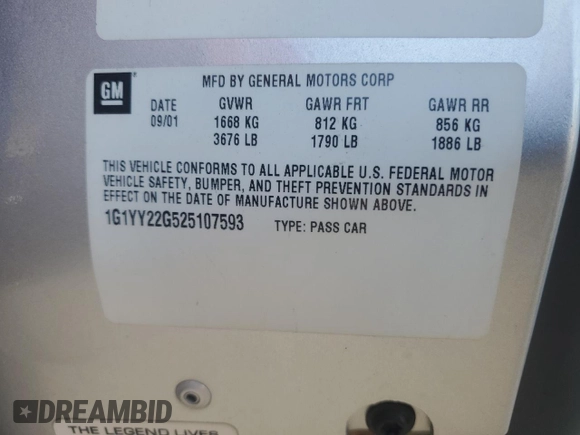 GM
MFD BY GENERAL MOTORS CORP
DATE GVWR GAWR FRT GAWR RR
09/01 1668 KG 812 KG 856 KG
3676 LB 1790 LB 1886 LB
THIS VEHICLE CONFORMS TO ALL APPLICABLE U.S. FEDERAL MOTOR
VEHICLE SAFETY, BUMPER, AND THEFT PREVENTION STANDARDS IN
EFFECT ON THE DATE OF MANUFACTURE SHOWN ABOVE.
1G1YY22G525107593 TYPE: PASS CAR
DREAMBID
THE LEGEND LIVES